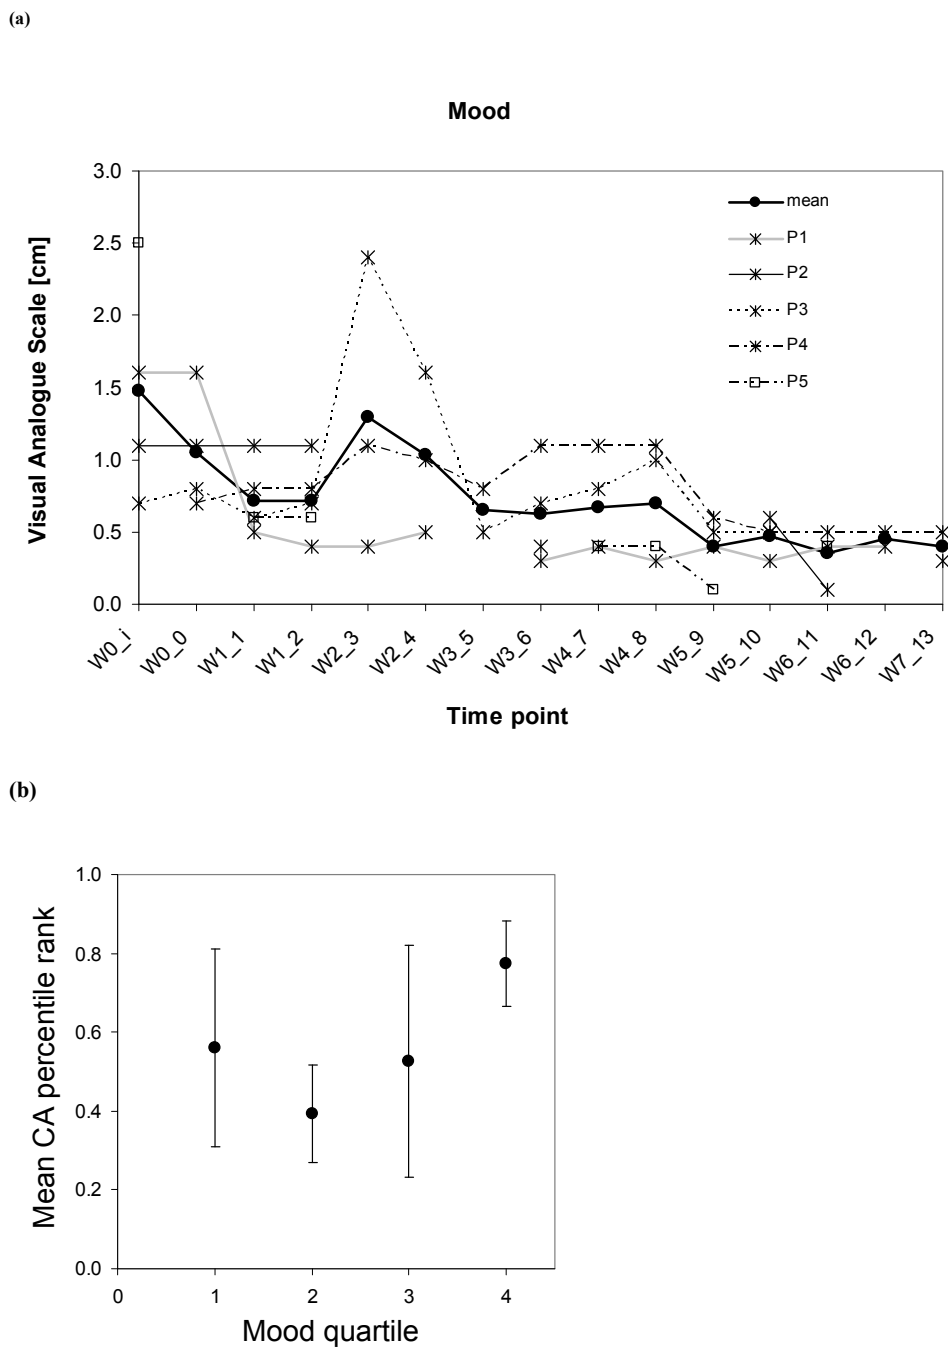 (a)
Mood
Visual Analogue Scale [cm]
3.0
2.5
2.0
1.5
1.0
0.5
0.0
mean
P1
P2
P3
P4
P5
W0_i
W0_0
W1_1
W1_2
W2_3
W2_4
W3_5
W3_6
W4_7
W4_8
W5_9
W5_10
W6_11
W6_12
W7_13
Time point
(b)
Mean CA percentile rank
1.0
0.8
0.6
0.4
0.2
0.0
0
1
2
3
4
Mood quartile